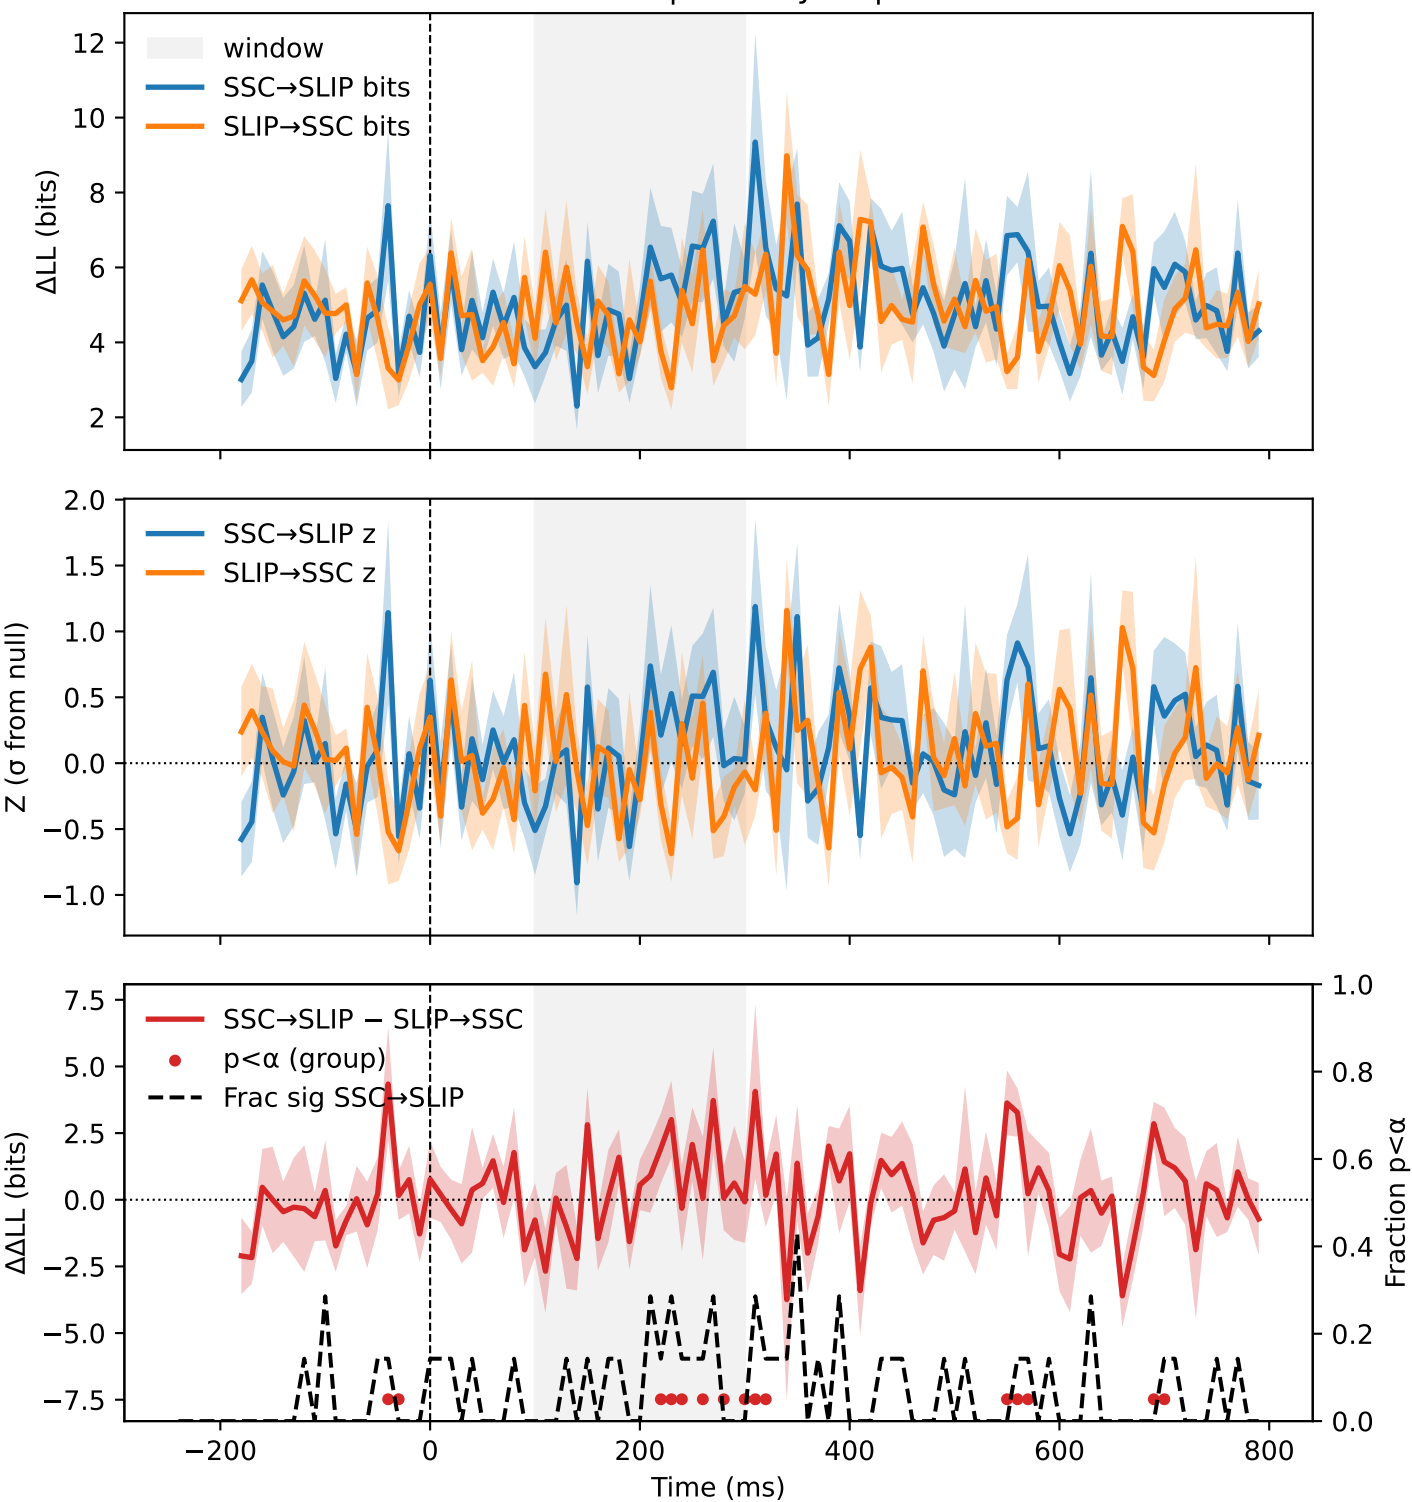 12
10
8
6
4
2
ΔLL (bits)
window
SSC→SLIP bits
SLIP→SSC bits
2.0
1.5
1.0
0.5
0.0
−0.5
−1.0
Z (σ from null)
SSC→SLIP z
SLIP→SSC z
7.5
5.0
2.5
0.0
−2.5
−5.0
−7.5
ΔΔLL (bits)
SSC→SLIP − SLIP→SSC
p<α (group)
Frac sig SSC→SLIP
1.0
0.8
0.6
0.4
0.2
0.0
Fraction p<α
−200 0 200 400 600 800
Time (ms)